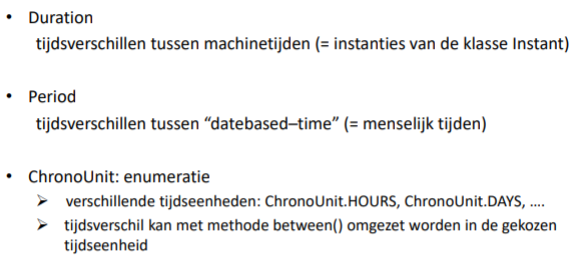 • Duration
tijdsverschillen tussen machinetijden (= instanties van de klasse Instant)
• Period
tijdsverschillen tussen “datebased–time” (= menselijk tijden)
• ChronoUnit: enumeratie
➢ verschillende tijdseenheden: ChronoUnit.HOURS, ChronoUnit.DAYS, ....
➢ tijdsverschil kan met methode between() omgezet worden in de gekozen
tijdseenheid